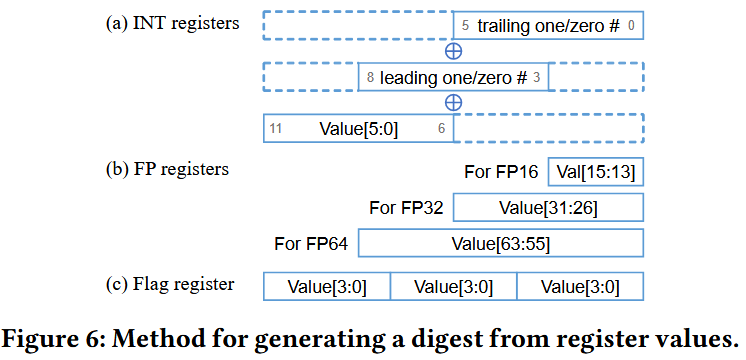 (a) INT registers
5 trailing one/zero # 0
⊕
8 leading one/zero # 3
⊕
11 Value[5:0] 6
(b) FP registers
For FP16 Val[15:13]
For FP32 Value[31:26]
For FP64 Value[63:55]
(c) Flag register Value[3:0] Value[3:0] Value[3:0]
Figure 6: Method for generating a digest from register values.